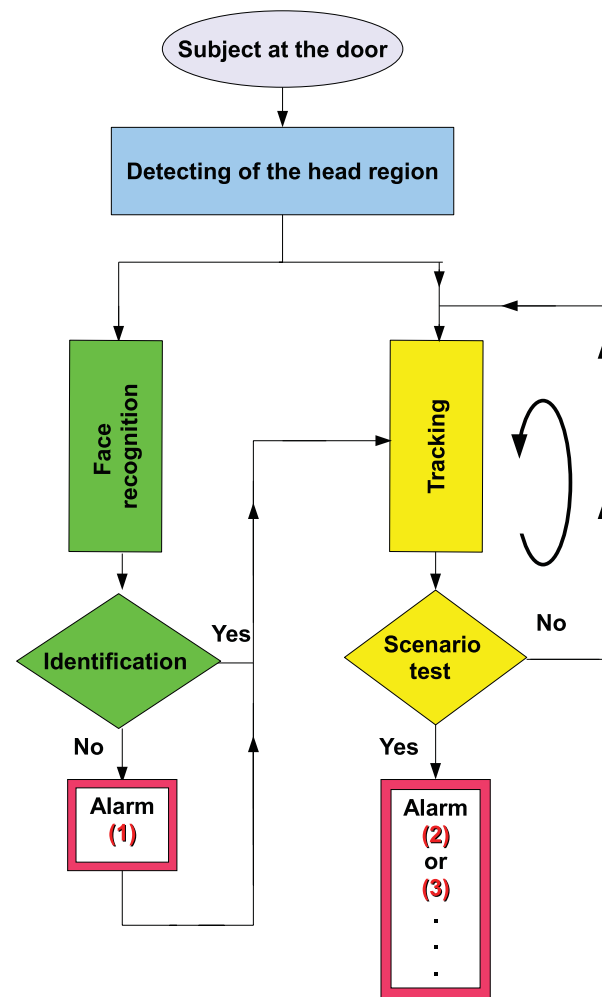 Subject at the door
Detecting of the head region
Face
recognition
Tracking
Identification
Yes
No
Alarm
(1)
Scenario
test
No
Yes
Alarm
(2)
or
(3)
.
.
.